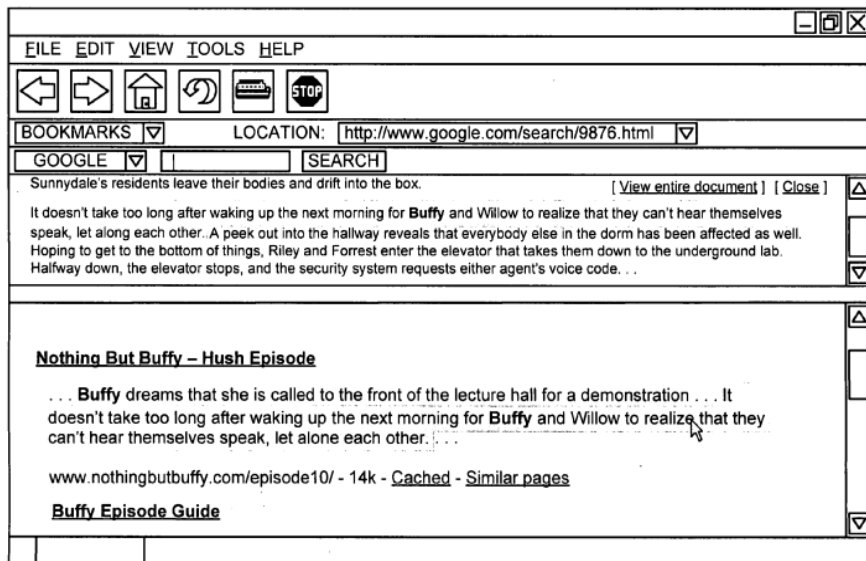 FILE EDIT VIEW TOOLS HELP
STOP
BOOKMARKS LOCATION: http://www.google.com/search/9876.html
GOOGLE SEARCH
Sunnydale's residents leave their bodies and drift into the box. [ View entire document ] [ Close ]
It doesn't take too long after waking up the next morning for Buffy and Willow to realize that they can't hear themselves
speak, let along each other. A peek out into the hallway reveals that everybody else in the dorm has been affected as well.
Hoping to get to the bottom of things, Riley and Forrest enter the elevator that takes them down to the underground lab.
Halfway down, the elevator stops, and the security system requests either agent's voice code. . .
Nothing But Buffy – Hush Episode
. . . Buffy dreams that she is called to the front of the lecture hall for a demonstration . . . It
doesn't take too long after waking up the next morning for Buffy and Willow to realize that they
can't hear themselves speak, let alone each other. . . .
www.nothingbutbuffy.com/episode10/ - 14k - Cached - Similar pages
Buffy Episode Guide